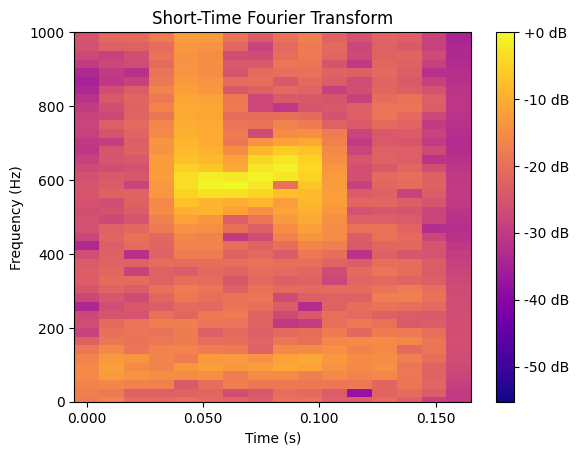 Short-Time Fourier Transform
1000
800
600
400
200
0
Frequency (Hz)
0.000
0.050
0.100
0.150
Time (s)
+0 dB
-10 dB
-20 dB
-30 dB
-40 dB
-50 dB